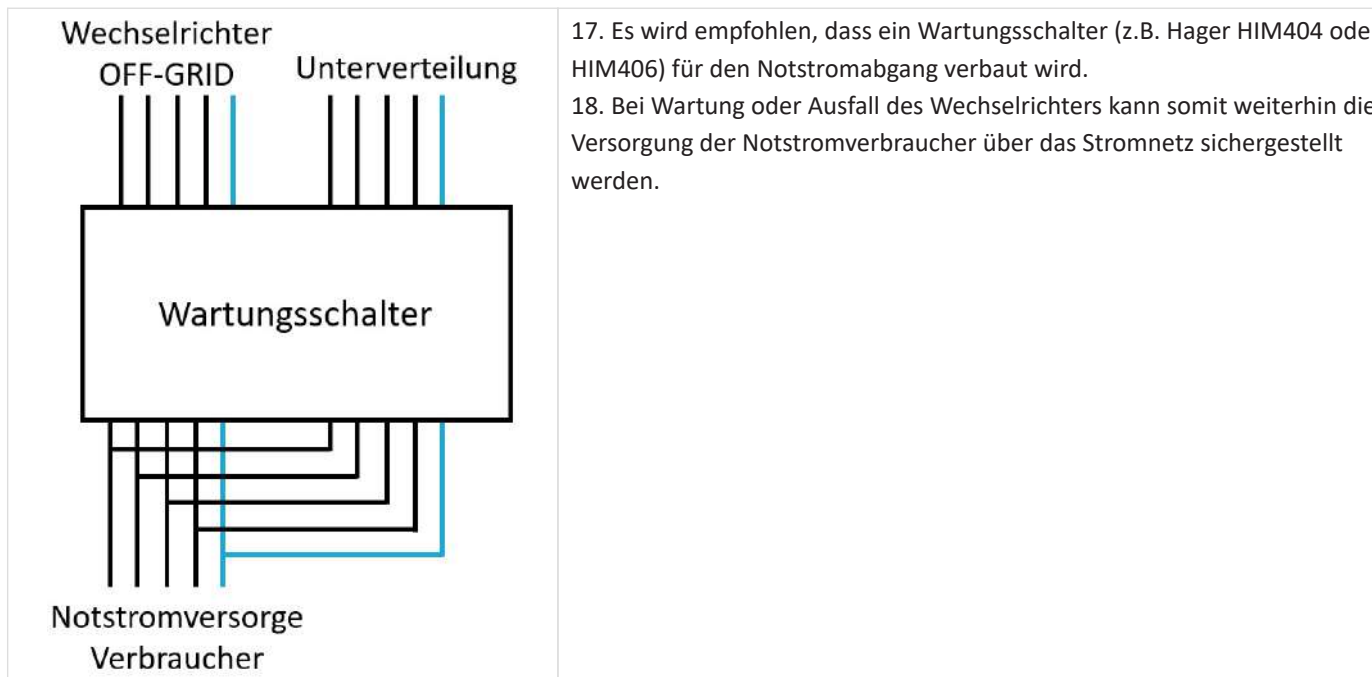 Wechselrichter
OFF-GRID
Unterverteilung
Wartungsschalter
Notstromversorge
Verbraucher
17. Es wird empfohlen, dass ein Wartungsschalter (z.B. Hager HIM404 ode
HIM406) für den Notstromabgang verbaut wird.
18. Bei Wartung oder Ausfall des Wechselrichters kann somit weiterhin die
Versorgung der Notstromverbraucher über das Stromnetz sichergestellt
werden.